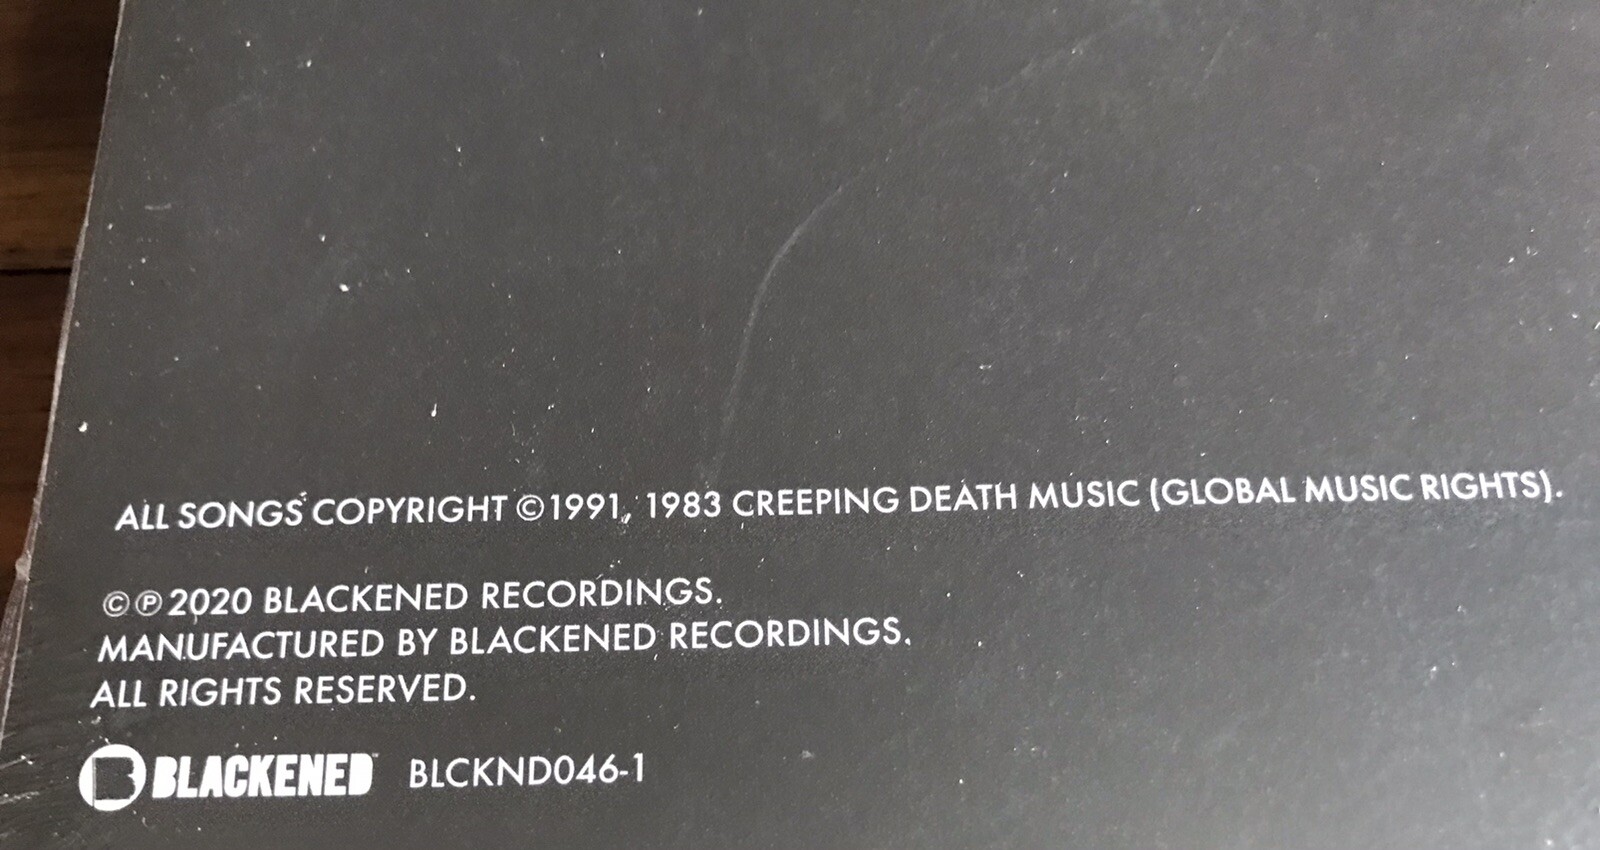 ALL SONGS COPYRIGHT ©1991, 1983 CREEPING DEATH MUSIC (GLOBAL MUSIC RIGHTS).
©℗2020 BLACKENED RECORDINGS.
MANUFACTURED BY BLACKENED RECORDINGS.
ALL RIGHTS RESERVED.
B BLACKENED™ BLCKND046-1